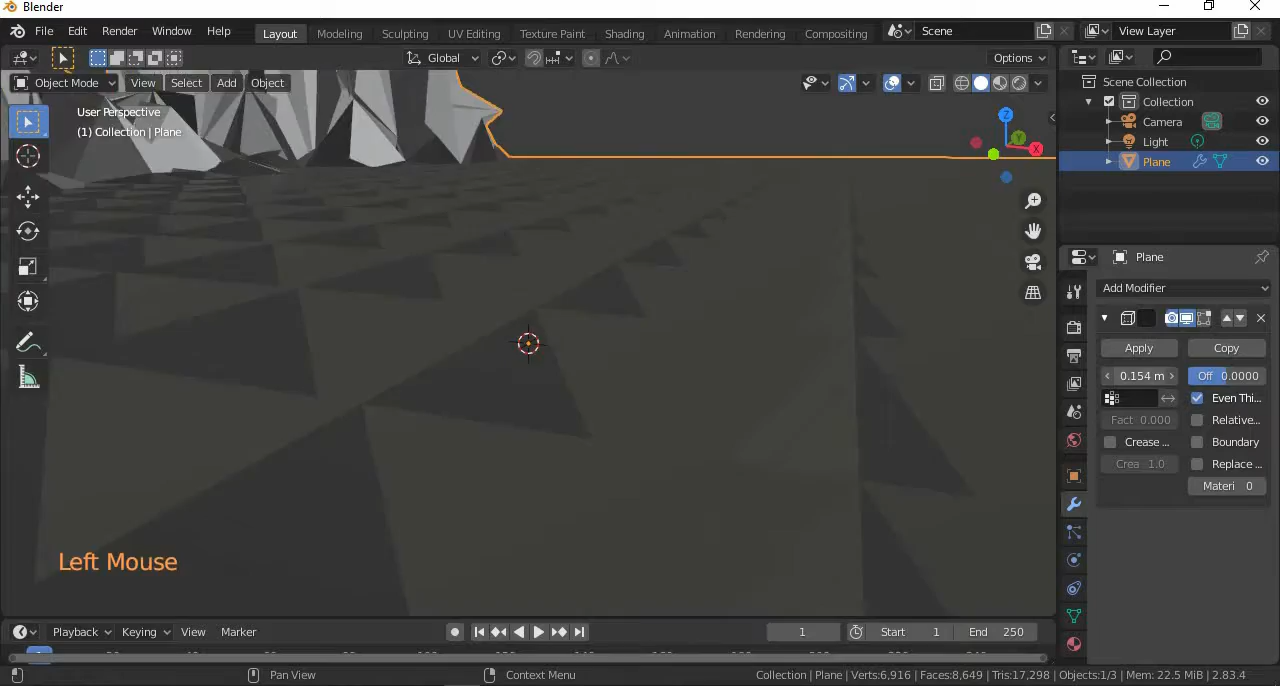 Blender
File Edit Render Window Help Layout Modeling Sculpting UV Editing Texture Paint Shading Animation Rendering Compositing Scene View Layer
Global Options
Object Mode View Select Add Object
User Perspective
(1) Collection | Plane
X
Y
Z
Scene Collection
Collection
Camera
Light
Plane
Plane
Add Modifier
Apply Copy
0.154 m Off 0.0000
Even Thi...
Fact 0.000 Relative...
Crease ... Boundary
Crea 1.0 Replace ...
Materi 0
Left Mouse
Playback Keying View Marker 1 Start 1 End 250
Pan View Context Menu Collection | Plane | Verts:6,916 | Faces:8,649 | Tris:17,298 | Objects:1/3 | Mem: 22.5 MiB | 2.83.4